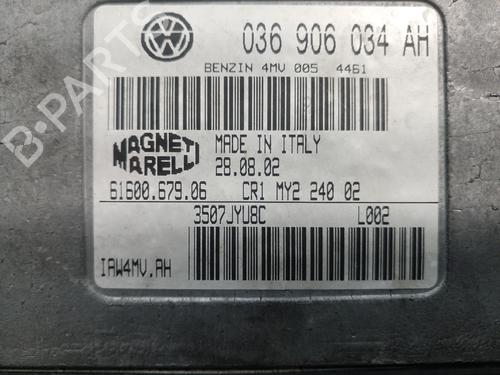 036 906 034 AH
BENZIN 4MV 005 4461
MAGNETI MARELLI
MADE IN ITALY
28.08.02
61600.679.06 CR1 MY2 240 02
3507JYU8C L002
IAW4MV.AH
B-PARTS